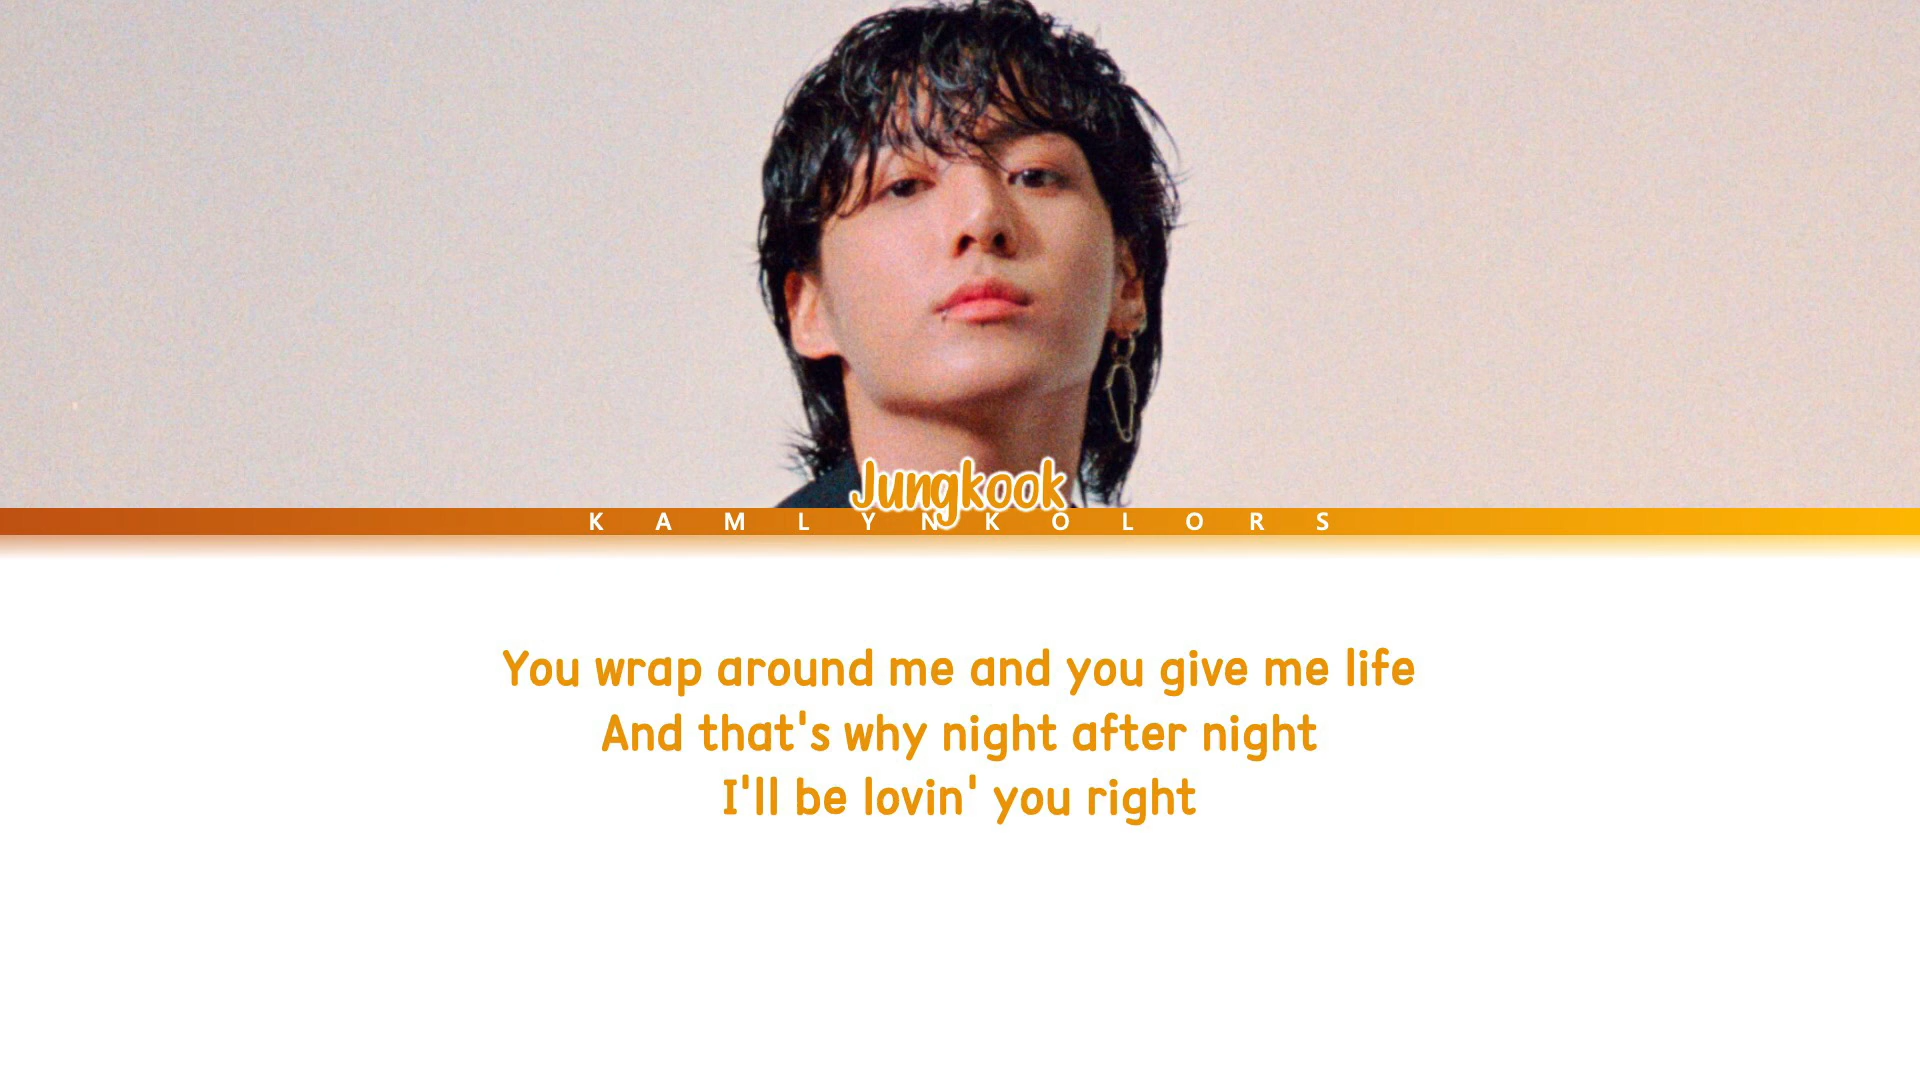 Jungkook
KAMLYNKOLORS
You wrap around me and you give me life
And that's why night after night
I'll be lovin' you right